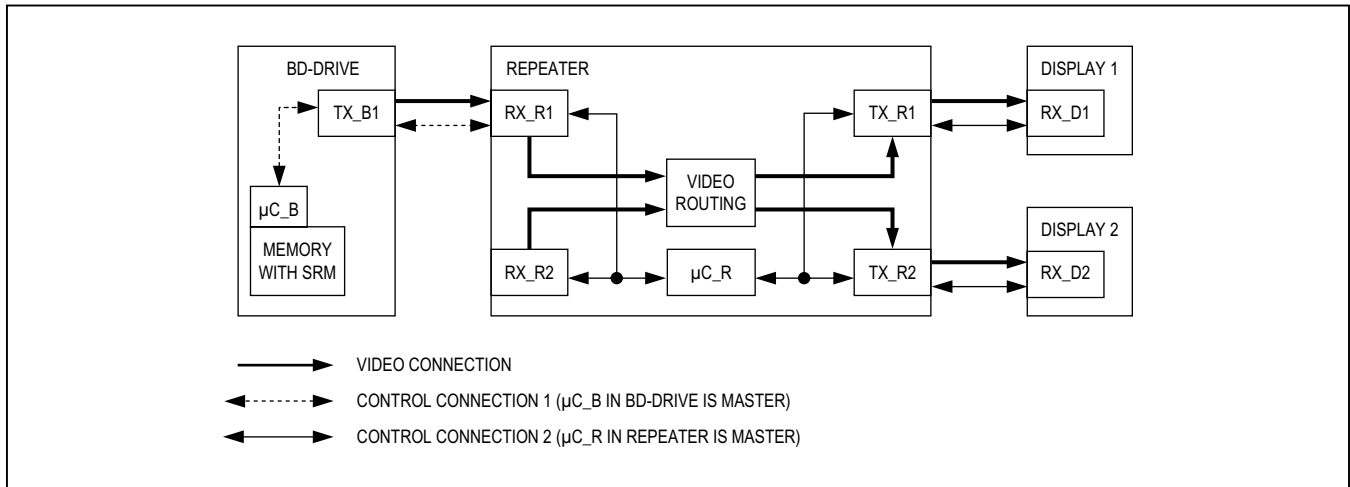 BD-DRIVE
TX_B1
µC_B
MEMORY
WITH SRM
REPEATER
RX_R1
RX_R2
VIDEO
ROUTING
µC_R
TX_R1
TX_R2
DISPLAY 1
RX_D1
DISPLAY 2
RX_D2
VIDEO CONNECTION
CONTROL CONNECTION 1 (µC_B IN BD-DRIVE IS MASTER)
CONTROL CONNECTION 2 (µC_R IN REPEATER IS MASTER)